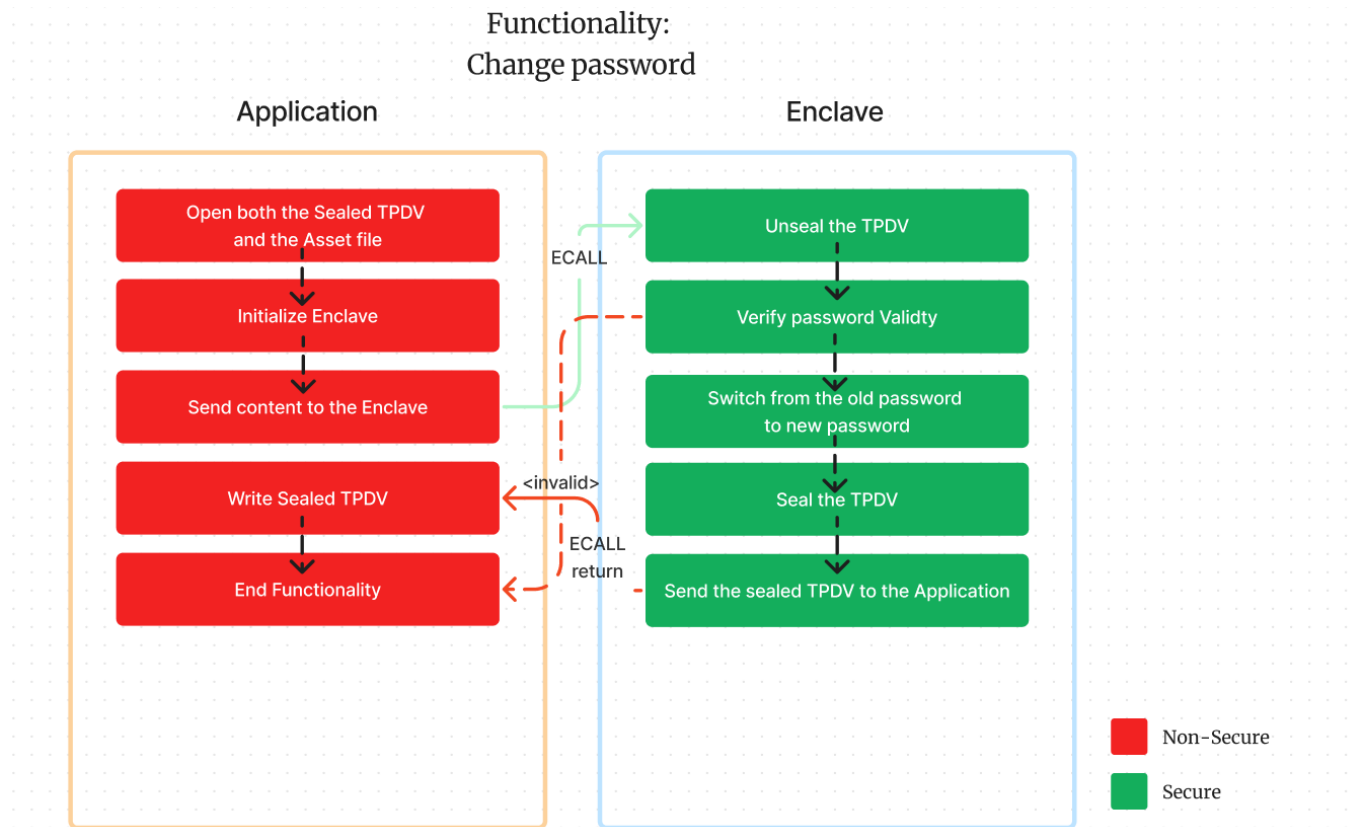 Functionality:
Change password
Application
Enclave
Open both the Sealed TPDV
and the Asset file
Initialize Enclave
Send content to the Enclave
Write Sealed TPDV
End Functionality
ECALL
<invalid>
ECALL
return
Unseal the TPDV
Verify password Validty
Switch from the old password
to new password
Seal the TPDV
Send the sealed TPDV to the Application
Non-Secure
Secure